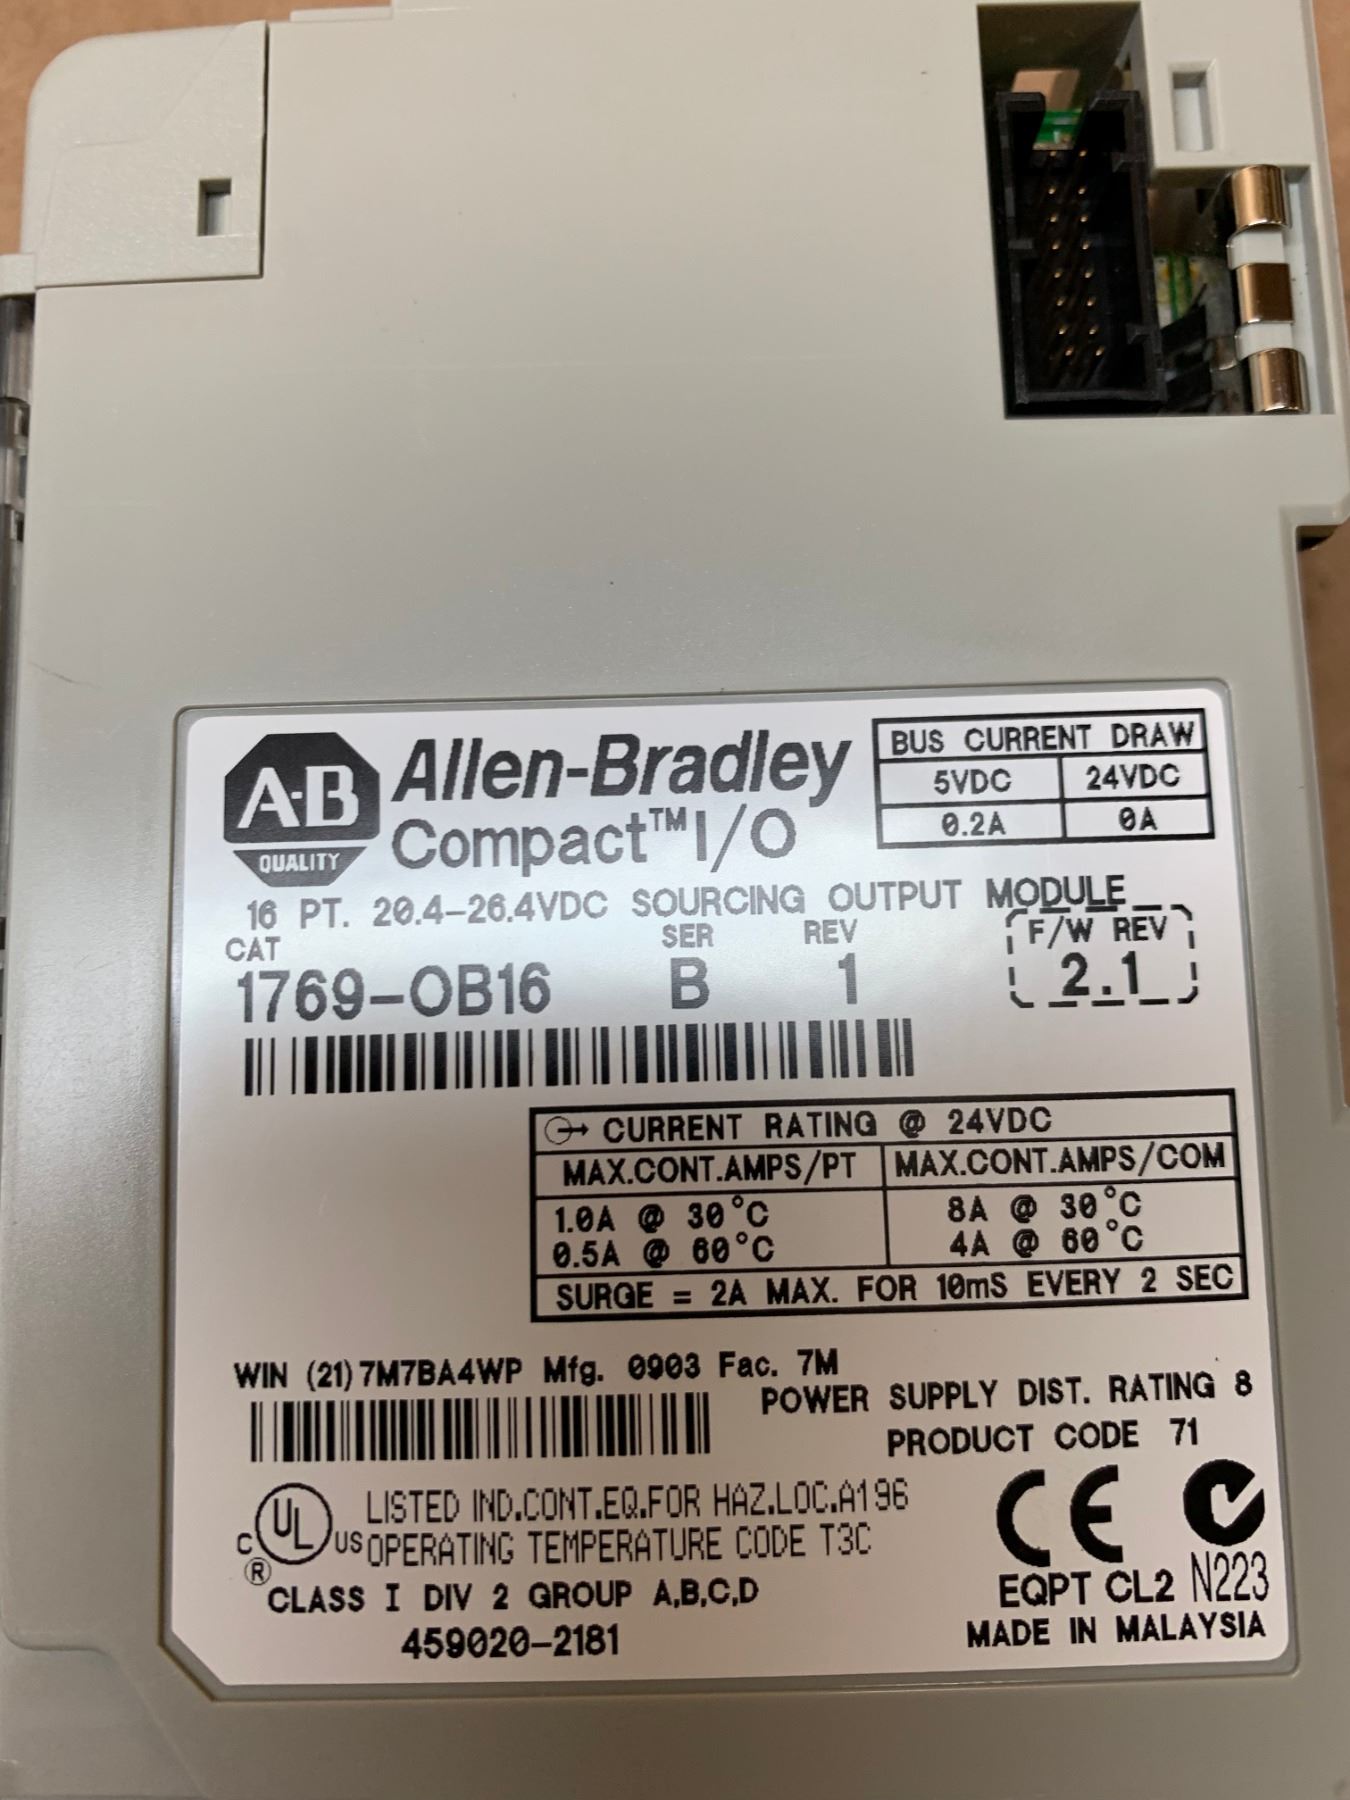 A-B QUALITY
Allen-Bradley
Compact™ I/O
BUS CURRENT DRAW
5VDC 24VDC
0.2A 0A
16 PT. 20.4-26.4VDC SOURCING OUTPUT MODULE
CAT SER REV F/W REV
1769-OB16 B 1 2.1
CURRENT RATING @ 24VDC
MAX.CONT.AMPS/PT MAX.CONT.AMPS/COM
1.0A @ 30°C 8A @ 30°C
0.5A @ 60°C 4A @ 60°C
SURGE = 2A MAX. FOR 10mS EVERY 2 SEC
WIN (21)7M7BA4WP Mfg. 0903 Fac. 7M
POWER SUPPLY DIST. RATING 8
PRODUCT CODE 71
C UL US ®
LISTED IND.CONT.EQ.FOR HAZ.LOC.A196
OPERATING TEMPERATURE CODE T3C
CLASS I DIV 2 GROUP A,B,C,D
459020-2181
CE
EQPT CL2 N223
MADE IN MALAYSIA